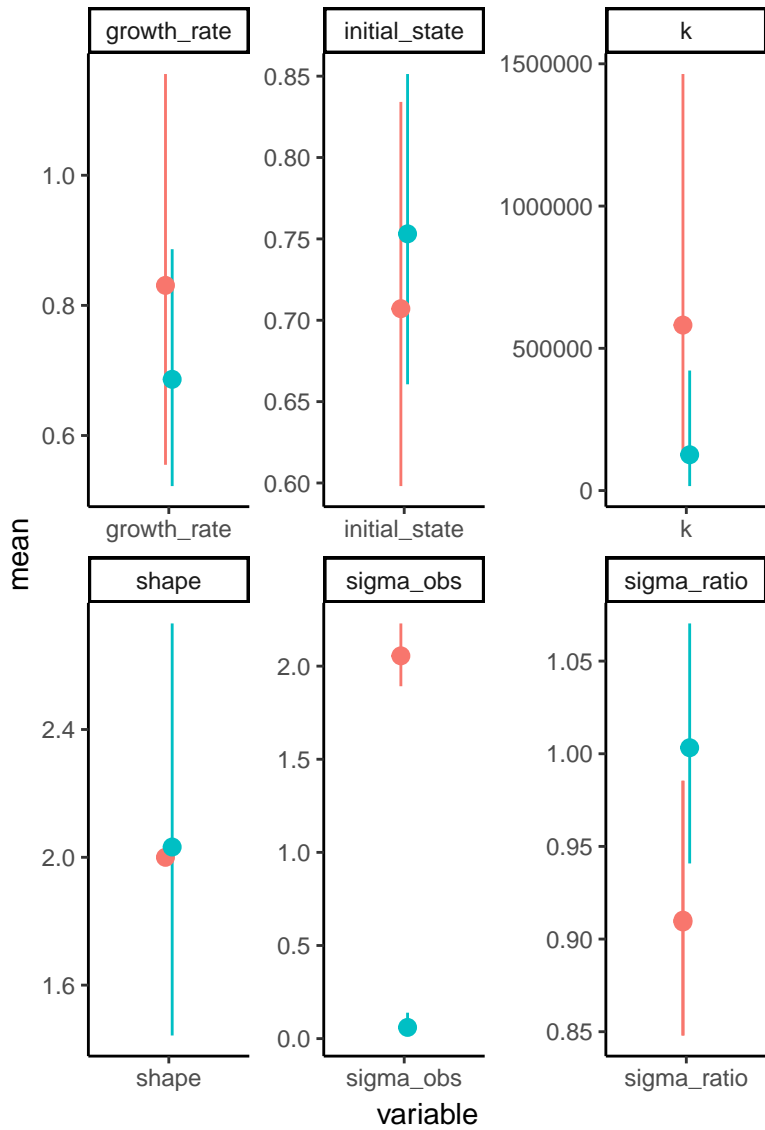 growth_rate
initial_state
k
1.0
0.8
0.6
0.85
0.80
0.75
0.70
0.65
0.60
1500000
1000000
500000
0
growth_rate
initial_state
k
mean
shape
sigma_obs
sigma_ratio
2.4
2.0
1.6
2.0
1.5
1.0
0.5
0.0
1.05
1.00
0.95
0.90
0.85
shape
sigma_obs
sigma_ratio
variable